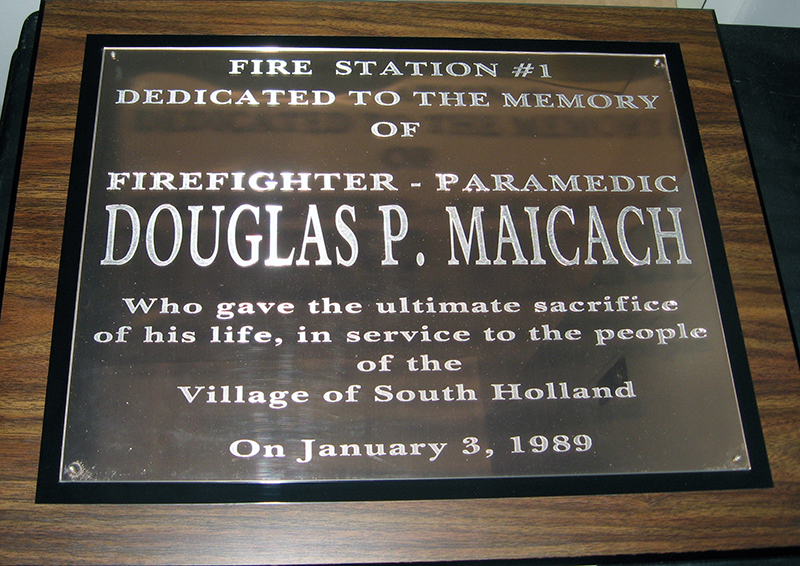 FIRE STATION #1
DEDICATED TO THE MEMORY
OF
FIREFIGHTER - PARAMEDIC
DOUGLAS P. MAICACH
Who gave the ultimate sacrifice
of his life, in service to the people
of the
Village of South Holland
On January 3, 1989